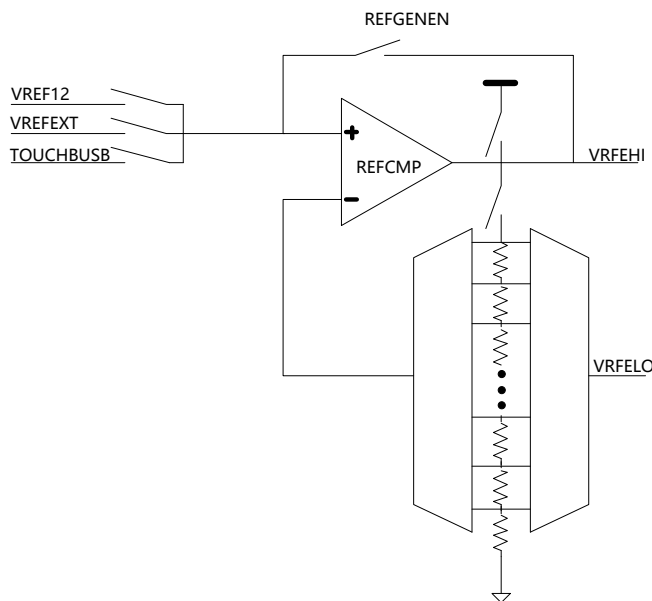 REFGENEN
VREF12
VREFEXT
TOUCHBUSB
+
REFCMP
VRFEHI
-
VRFELO